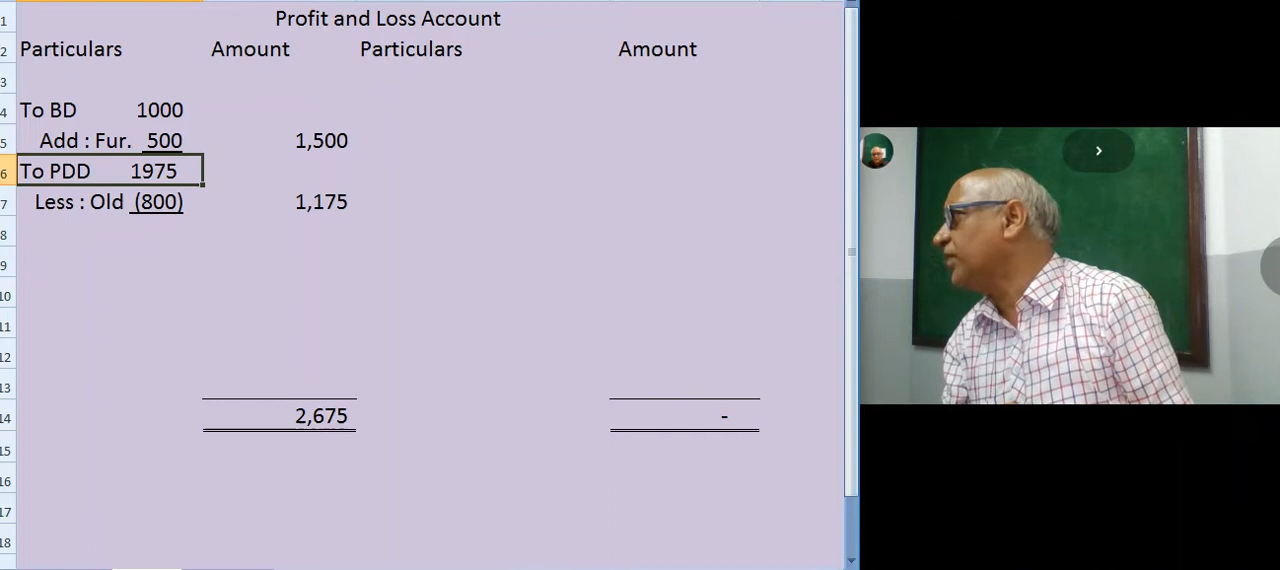 1 Profit and Loss Account
2 Particulars Amount Particulars Amount
3
4 To BD 1000
5 Add : Fur. 500 1,500
6 To PDD 1975
7 Less : Old (800) 1,175
8
9
10
11
12
13
14 2,675 -
15
16
17
18